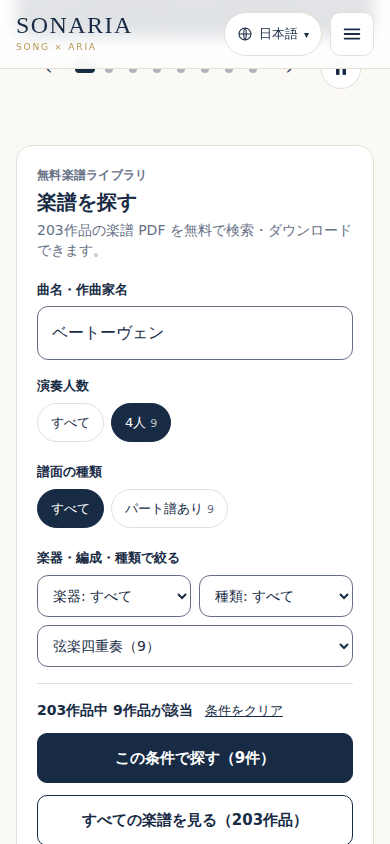 SONARIA
SONG × ARIA
日本語 ▾
無料楽譜ライブラリ
楽譜を探す
203作品の楽譜 PDF を無料で検索・ダウンロード
できます。
曲名・作曲家名
ベートーヴェン
演奏人数
すべて
4人 9
譜面の種類
すべて
パート譜あり 9
楽器・編成・種類で絞る
楽器: すべて
種類: すべて
弦楽四重奏（9）
203作品中 9作品が該当 条件をクリア
この条件で探す（9件）
すべての楽譜を見る（203作品）